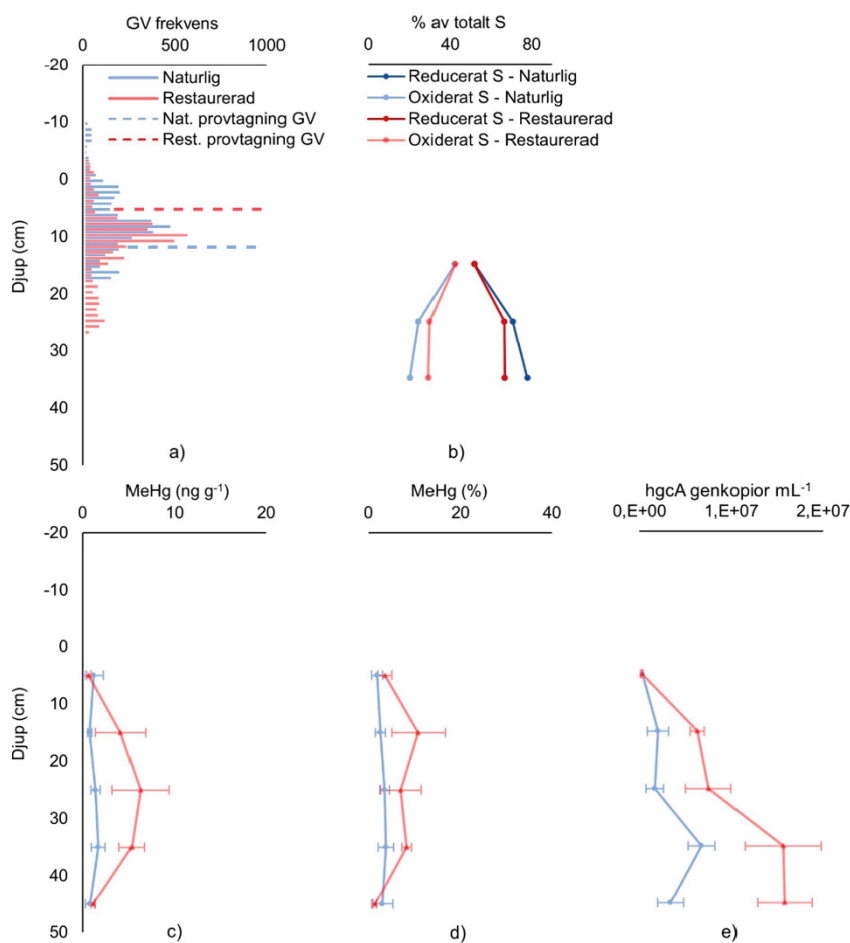 GV frekvens
0 500 1000
% av totalt S
0 40 80
-20
-10
0
10
20
30
40
50
Djup (cm)
Naturlig
Restaurerad
Nat. provtagning GV
Rest. provtagning GV
Reducerat S - Naturlig
Oxiderat S - Naturlig
Reducerat S - Restaurerad
Oxiderat S - Restaurerad
a)
b)
MeHg (ng g⁻¹)
0 10 20
MeHg (%)
0 20 40
hgcA genkopior mL⁻¹
0,E+00 1,E+07 2,E+07
-20
-10
0
10
20
30
40
50
Djup (cm)
c)
d)
e)